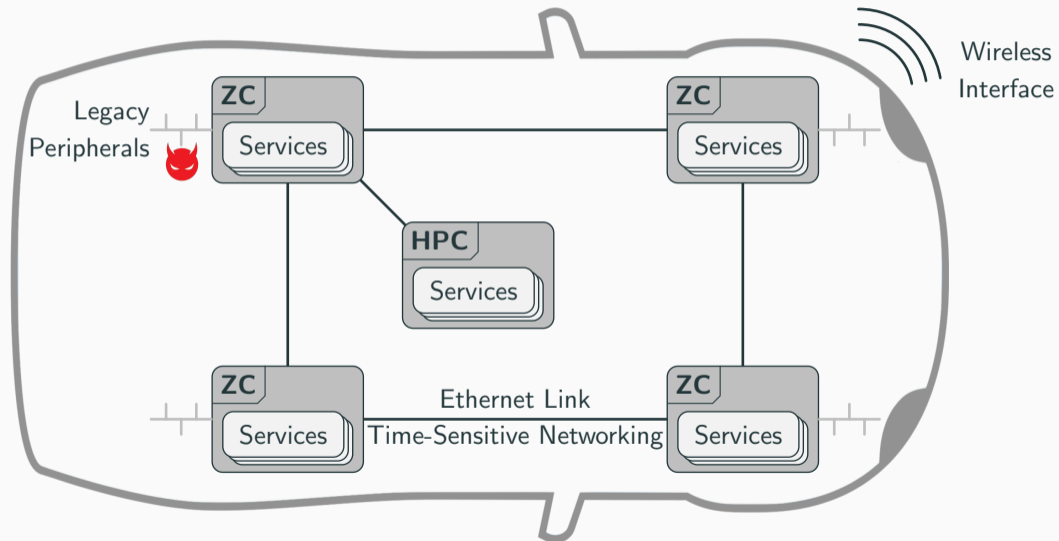 Wireless
Interface
ZC
Services
ZC
Services
Legacy
Peripherals
HPC
Services
ZC
Services
Ethernet Link
Time-Sensitive Networking
ZC
Services